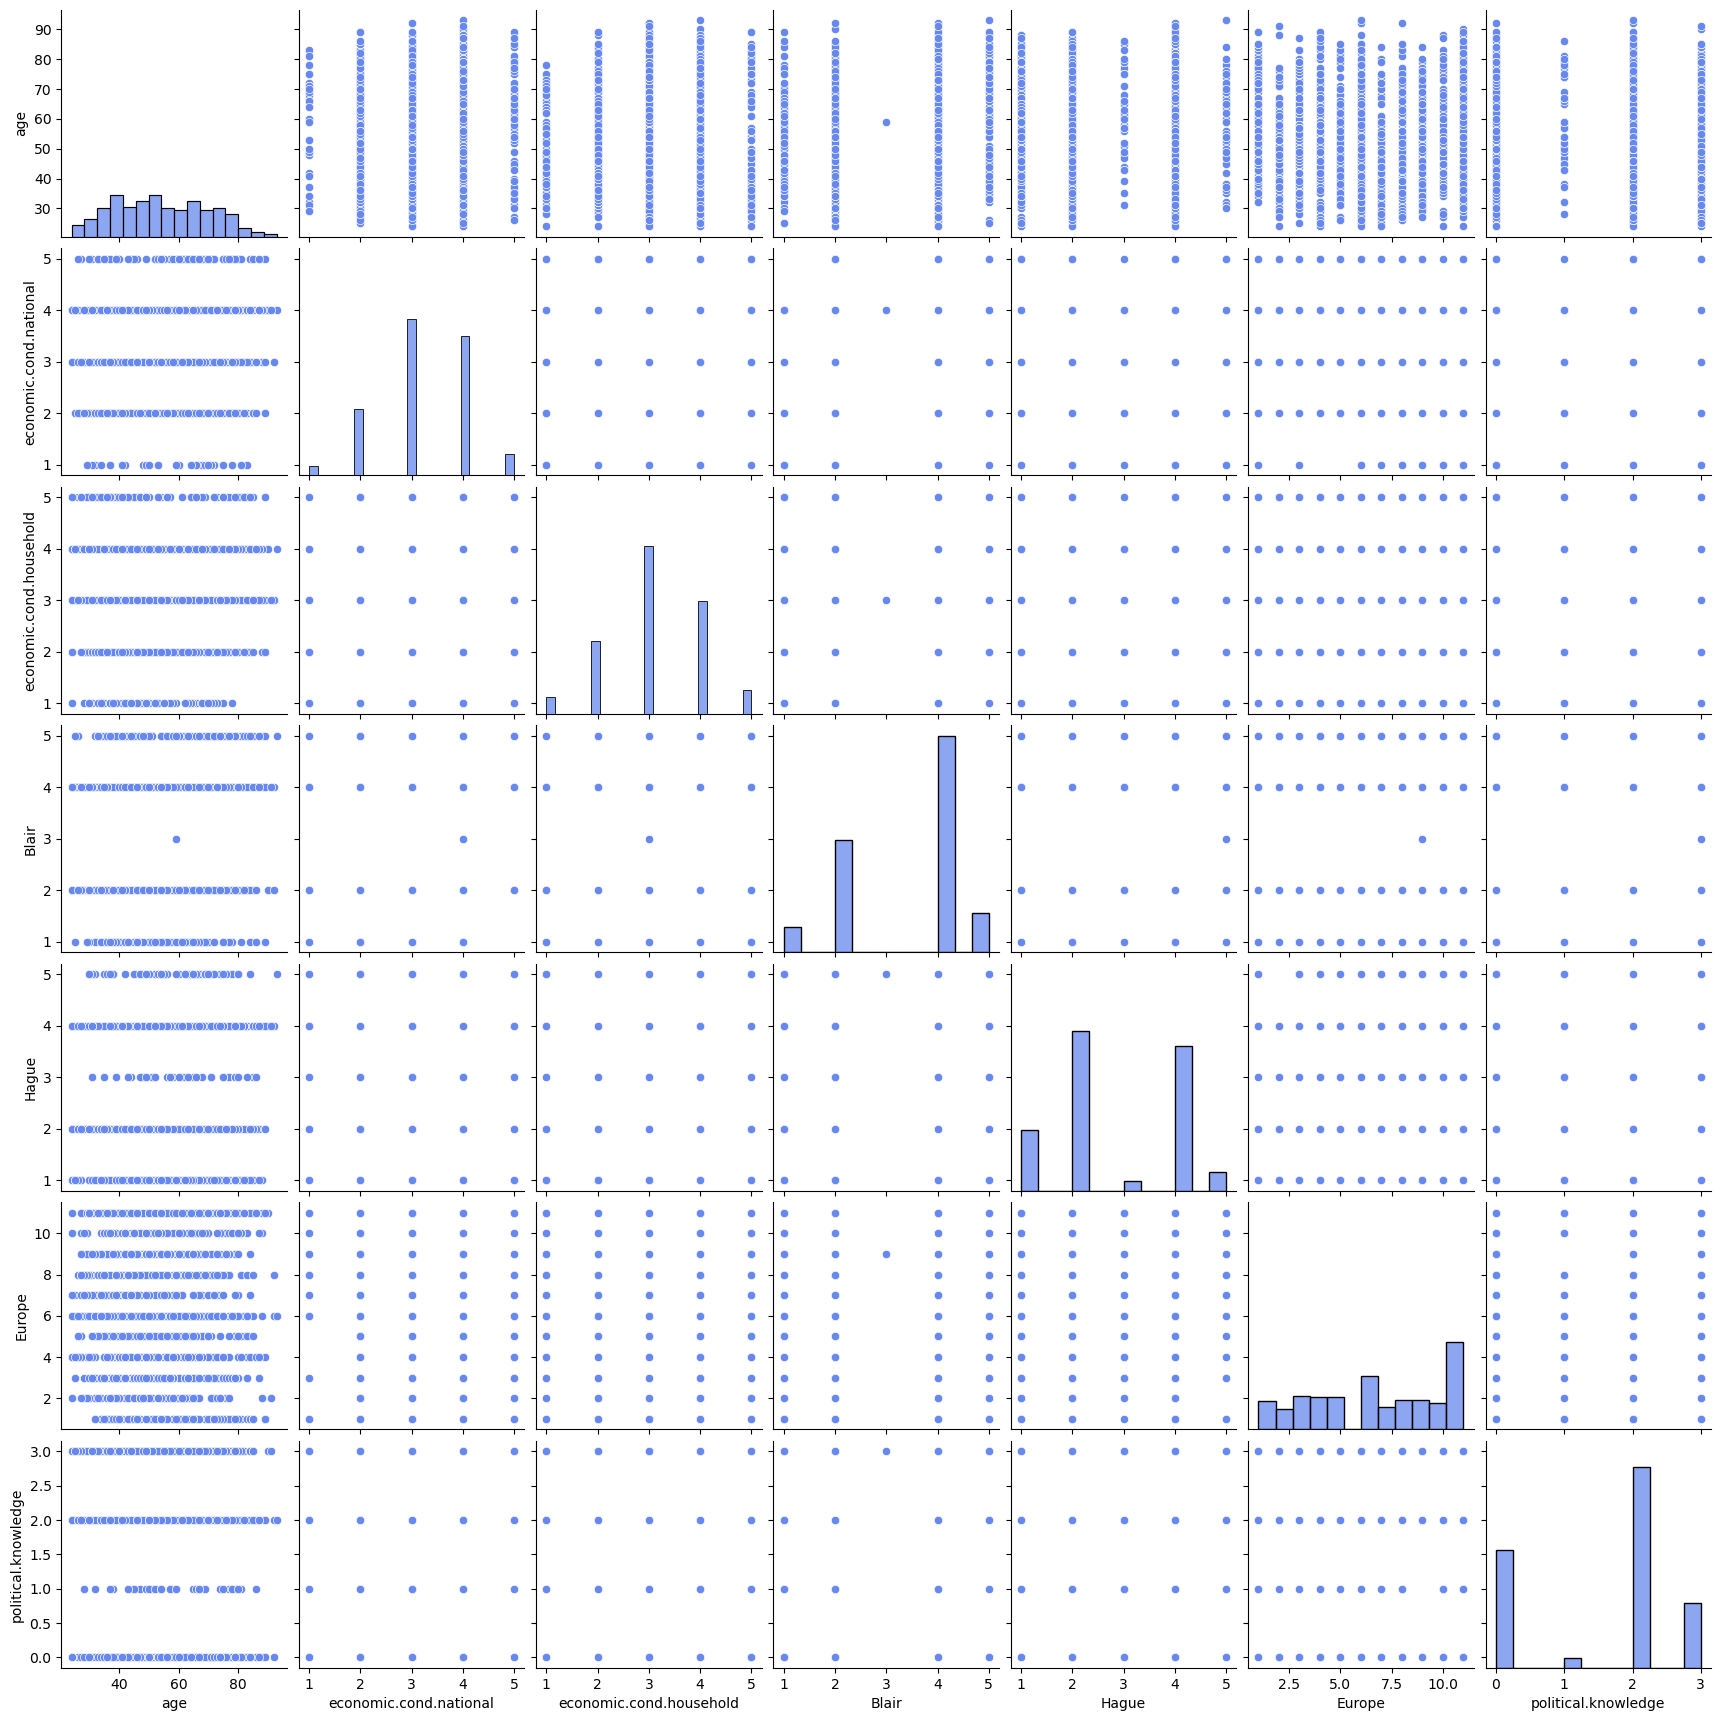 90
80
70
60
50
40
30
age
5
4
3
2
1
economic.cond.national
5
4
3
2
1
economic.cond.household
5
4
3
2
1
Blair
5
4
3
2
1
Hague
10
8
6
4
2
Europe
3.0
2.5
2.0
1.5
1.0
0.5
0.0
political.knowledge
40 60 80
age
1 2 3 4 5
economic.cond.national
1 2 3 4 5
economic.cond.household
1 2 3 4 5
Blair
1 2 3 4 5
Hague
2.5 5.0 7.5 10.0
Europe
0 1 2 3
political.knowledge